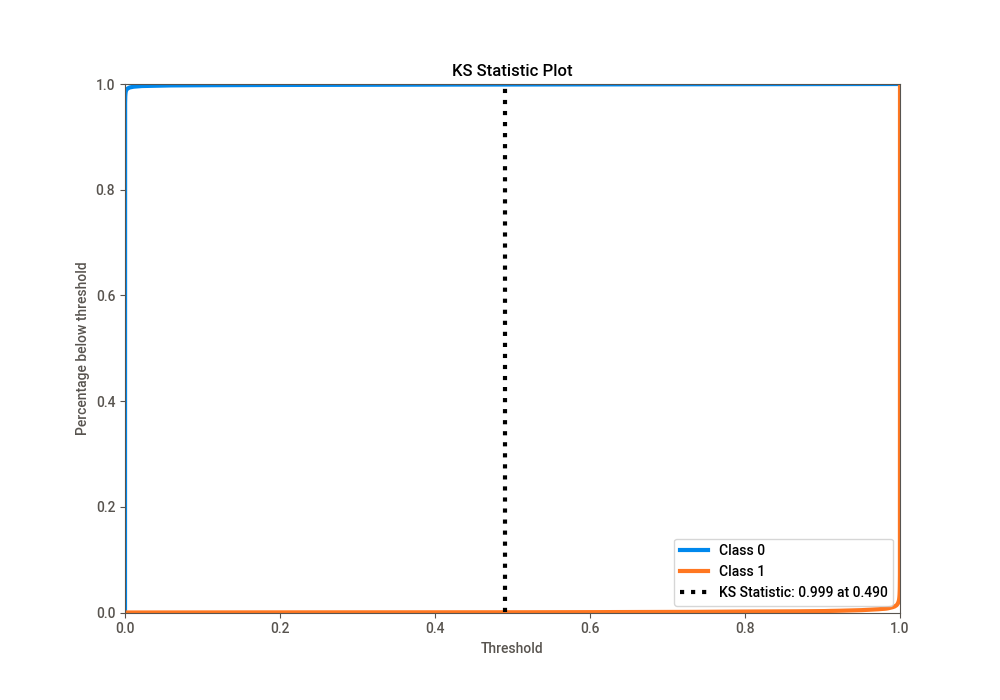 KS Statistic Plot
Percentage below threshold
1.0
0.8
0.6
0.4
0.2
0.0
Class 0
Class 1
KS Statistic: 0.999 at 0.490
0.0 0.2 0.4 0.6 0.8 1.0
Threshold